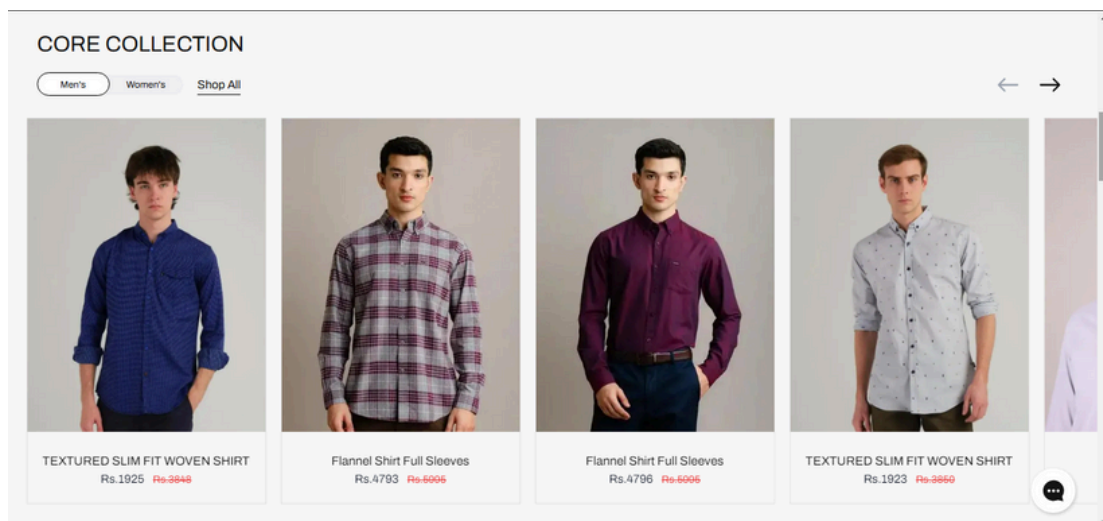 CORE COLLECTION
Men's Women's Shop All
TEXTURED SLIM FIT WOVEN SHIRT
Rs.1925 Rs.3848
Flannel Shirt Full Sleeves
Rs.4793 Rs.5995
Flannel Shirt Full Sleeves
Rs.4796 Rs.5995
TEXTURED SLIM FIT WOVEN SHIRT
Rs.1923 Rs.3850